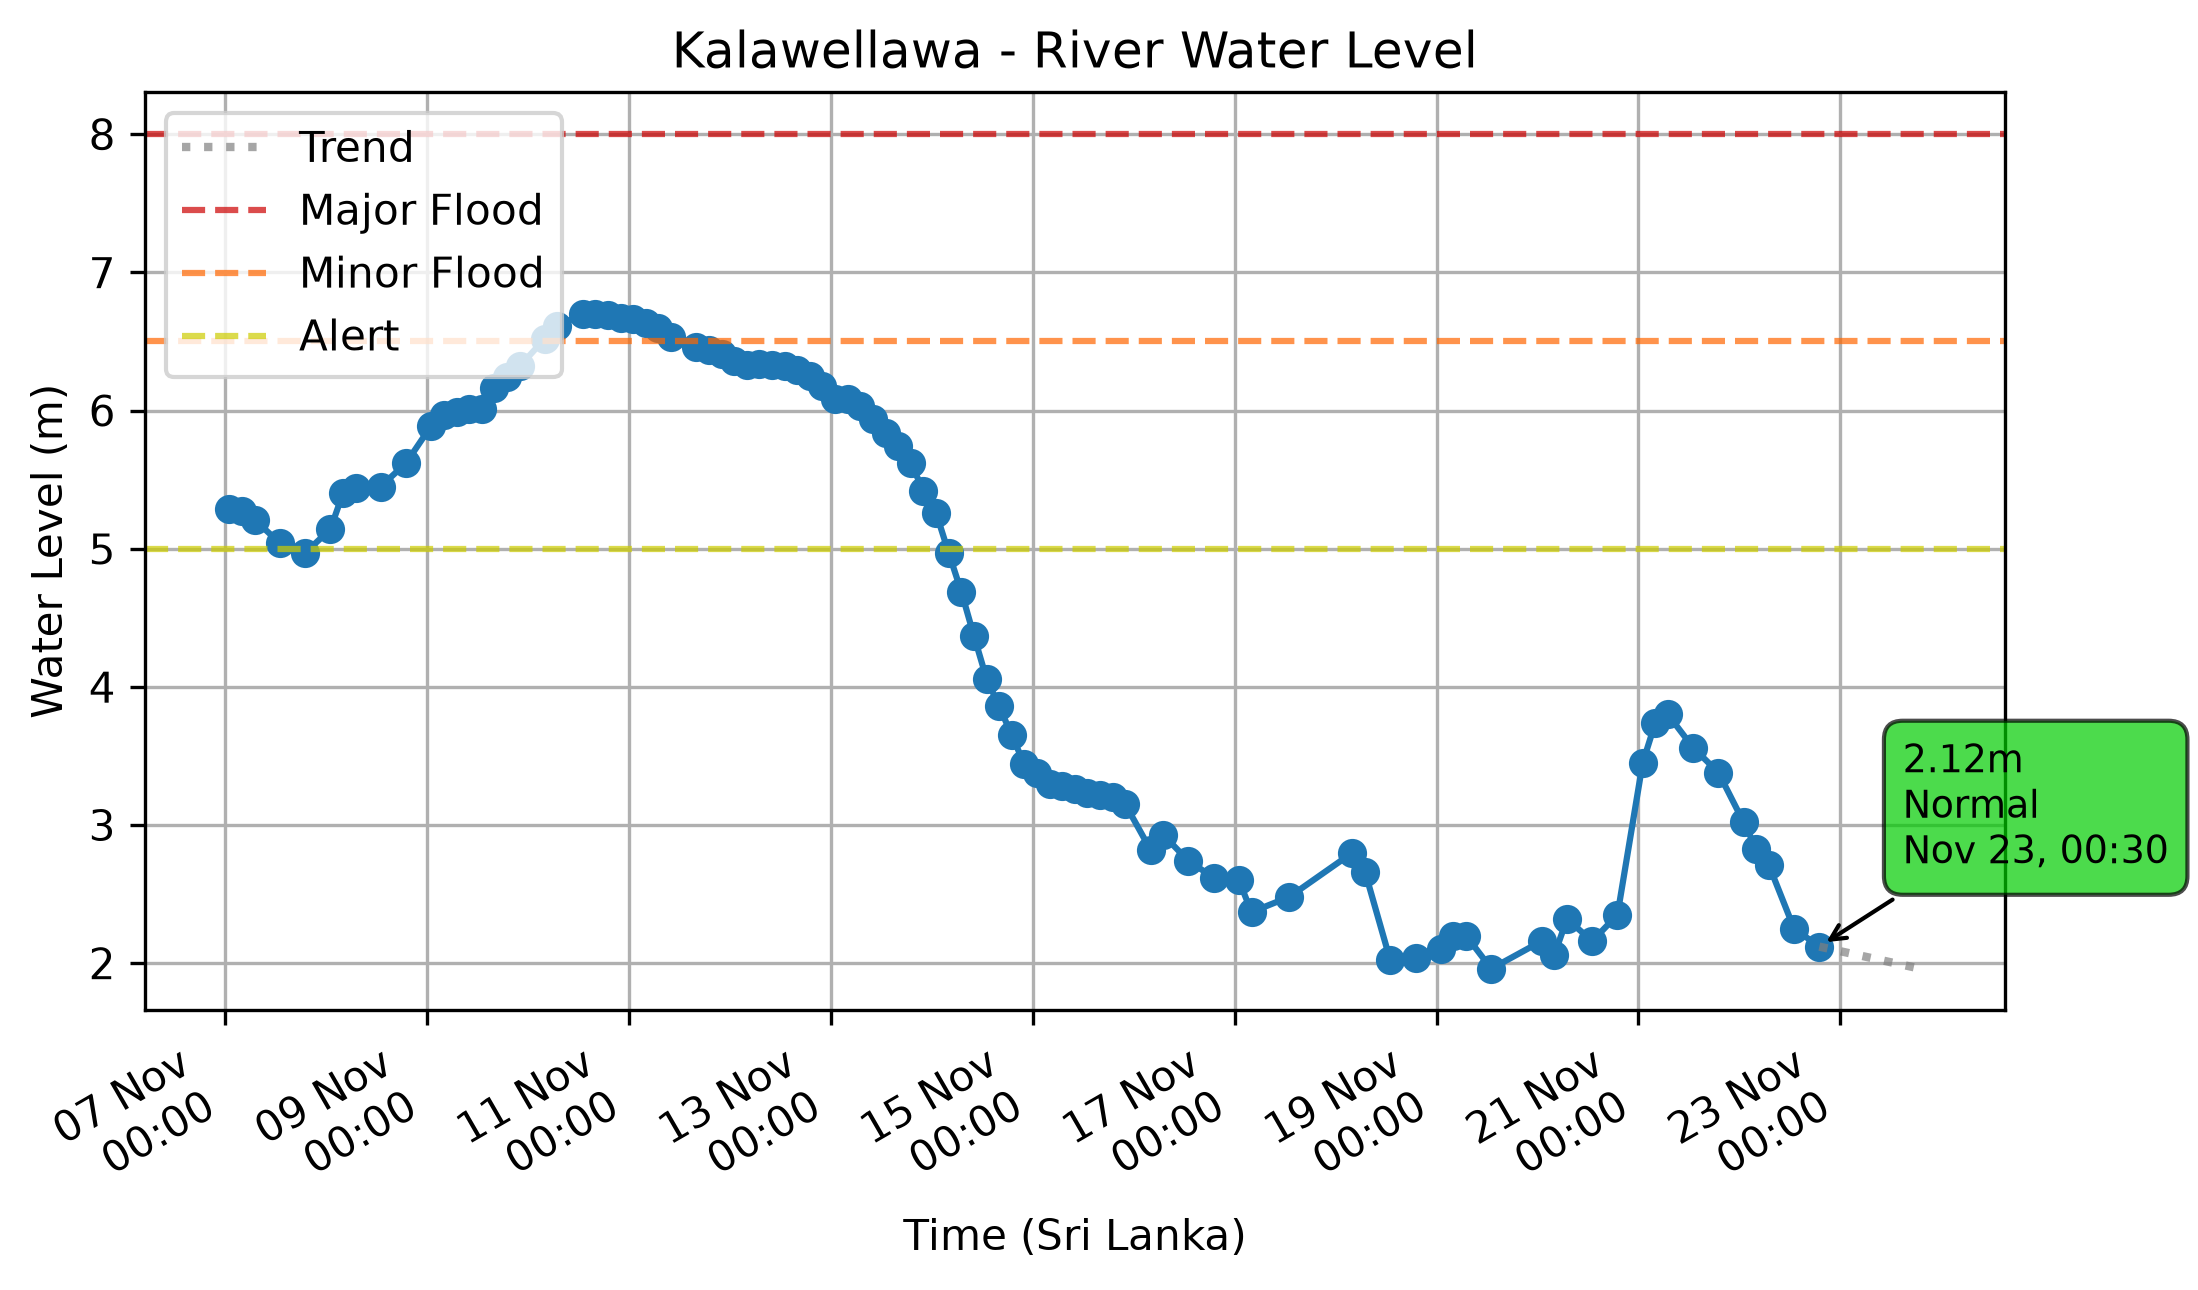 Kalawellawa - River Water Level
Trend
Major Flood
Minor Flood
Alert
8
7
6
5
4
3
2
Water Level (m)
2.12m
Normal
Nov 23, 00:30
07 Nov
00:00
09 Nov
00:00
11 Nov
00:00
13 Nov
00:00
15 Nov
00:00
17 Nov
00:00
19 Nov
00:00
21 Nov
00:00
23 Nov
00:00
Time (Sri Lanka)